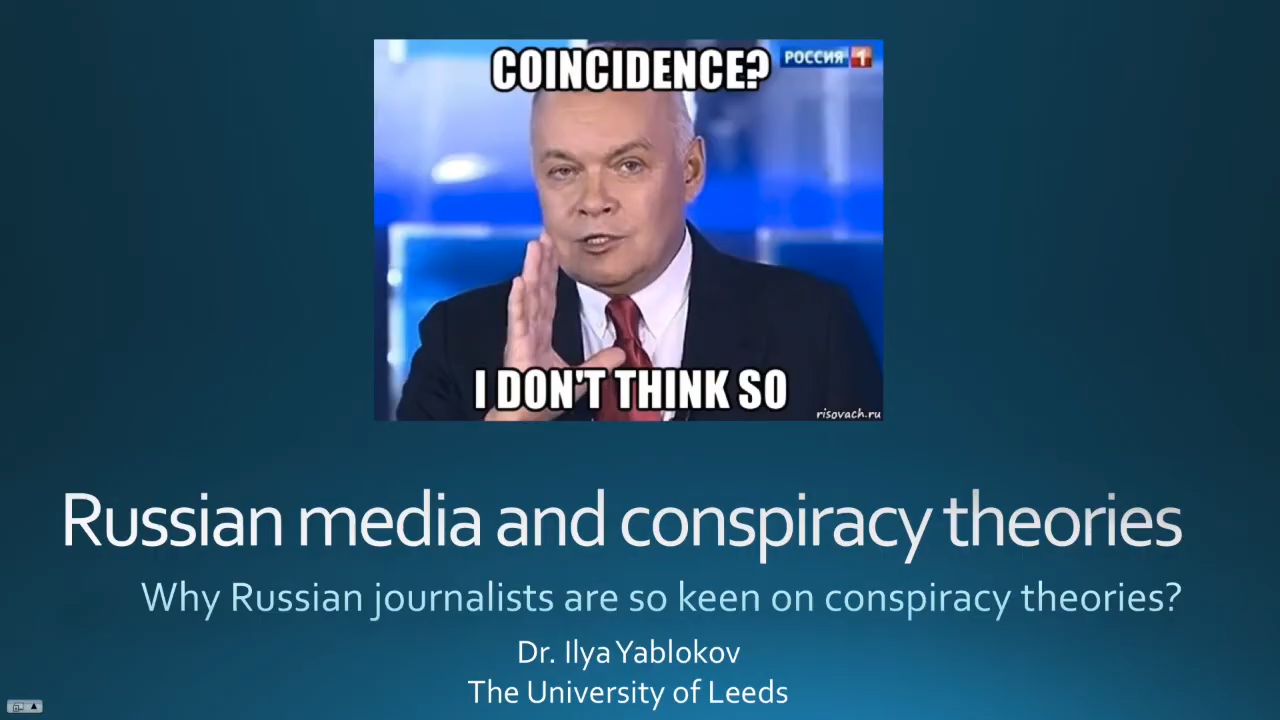 COINCIDENCE?
РОССИЯ 1
I DON'T THINK SO
risovach.ru
Russian media and conspiracy theories
Why Russian journalists are so keen on conspiracy theories?
Dr. Ilya Yablokov
The University of Leeds